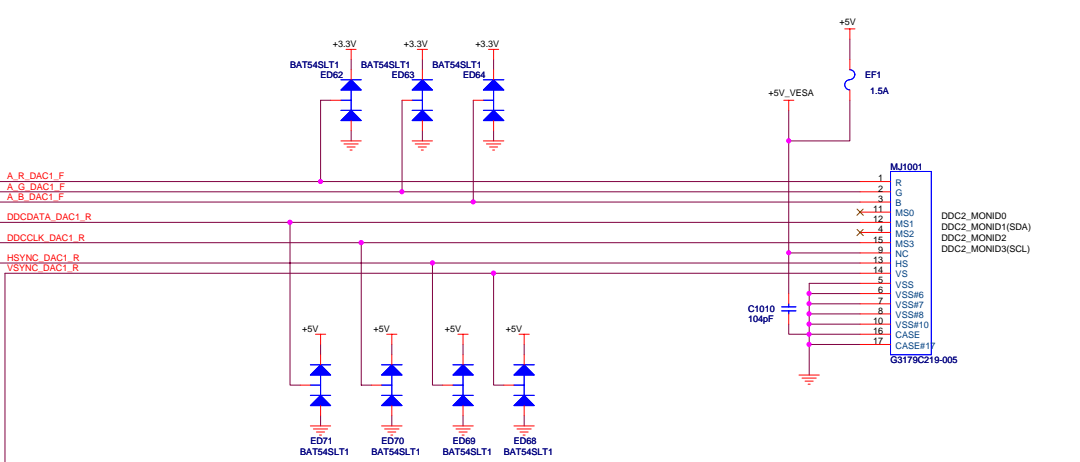 +5V
+3.3V +3.3V +3.3V
BAT54SLT1 BAT54SLT1 BAT54SLT1
ED62 ED63 ED64
EF1
1.5A
+5V_VESA
MJ1001
A_R_DAC1_F
A_G_DAC1_F
A_B_DAC1_F
DDCDATA_DAC1_R
DDCCLK_DAC1_R
HSYNC_DAC1_R
VSYNC_DAC1_R
1 R
2 G
3 B
11 MS0
12 MS1
4 MS2
15 MS3
9 NC
13 HS
14 VS
5 VSS
6 VSS#6
7 VSS#7
8 VSS#8
10 VSS#10
16 CASE
17 CASE#17
DDC2_MONID0
DDC2_MONID1(SDA)
DDC2_MONID2
DDC2_MONID3(SCL)
C1010
104pF
G3179C219-005
+5V +5V +5V +5V
ED71 ED70 ED69 ED68
BAT54SLT1 BAT54SLT1 BAT54SLT1 BAT54SLT1